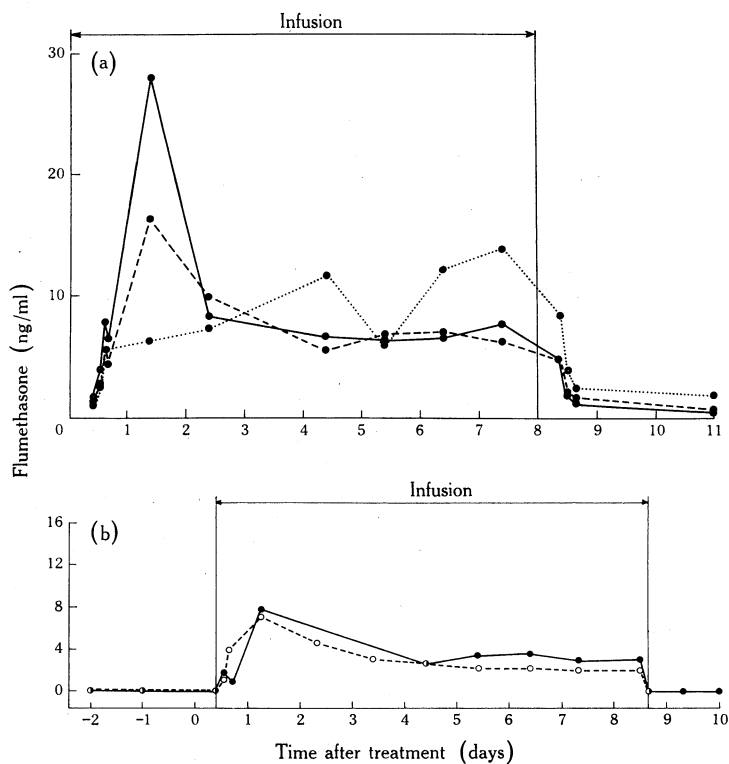 Infusion
(a)
30
20
10
0 1 2 3 4 5 6 7 8 9 10 11
Flumethasone (ng/ml)
Infusion
(b)
16
12
8
4
0
−2 −1 0 1 2 3 4 5 6 7 8 9 10
Time after treatment (days)